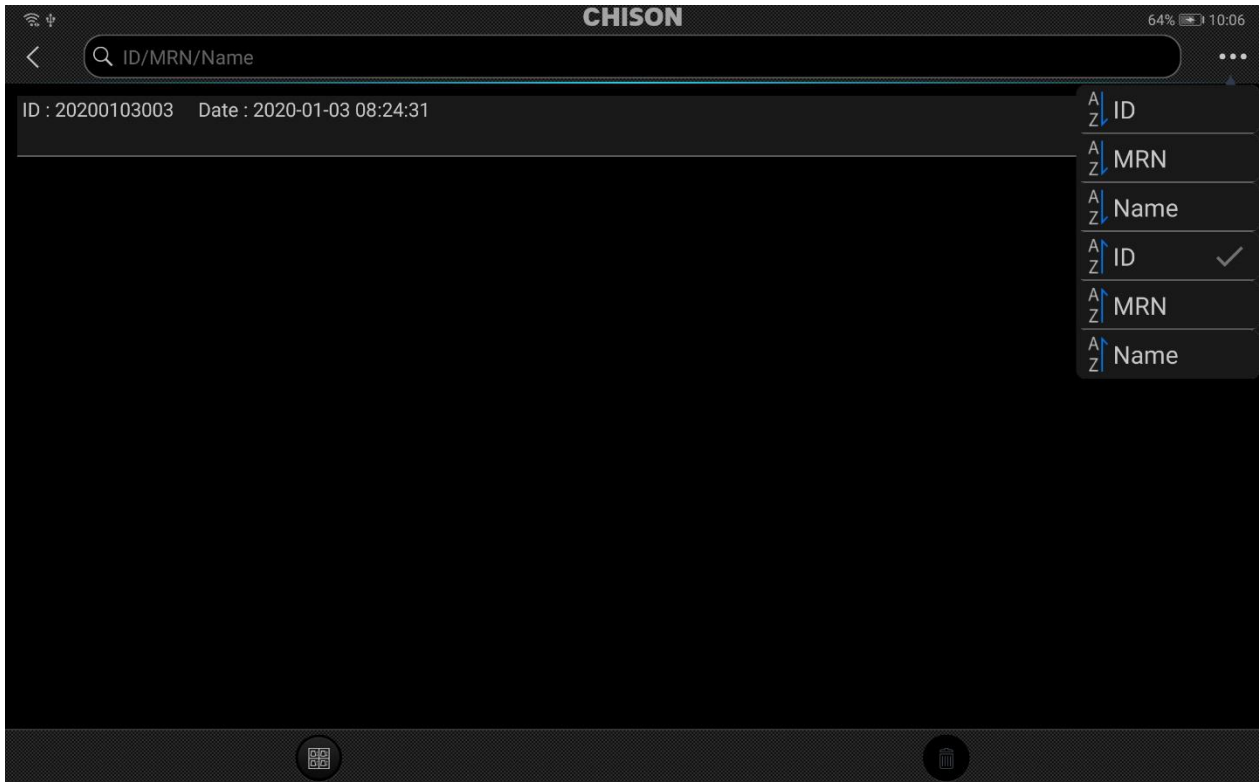 CHISON
64% 10:06
ID/MRN/Name
ID : 20200103003 Date : 2020-01-03 08:24:31
A Z ID
A Z MRN
A Z Name
A Z ID
A Z MRN
A Z Name